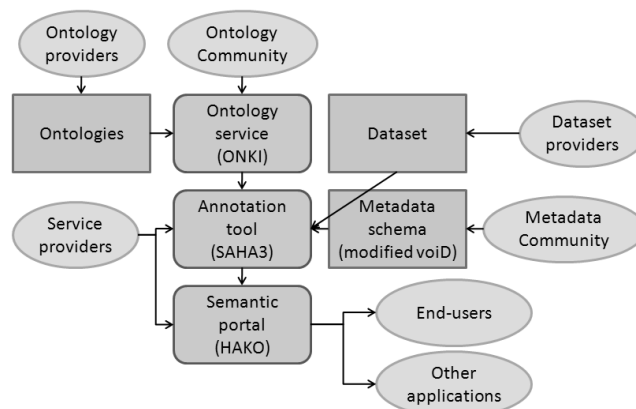 Ontology
providers
Ontology
Community
Ontologies
Ontology
service
(ONKI)
Dataset
Dataset
providers
Service
providers
Annotation
tool
(SAHA3)
Metadata
schema
(modified voiD)
Metadata
Community
Semantic
portal
(HAKO)
End-users
Other
applications